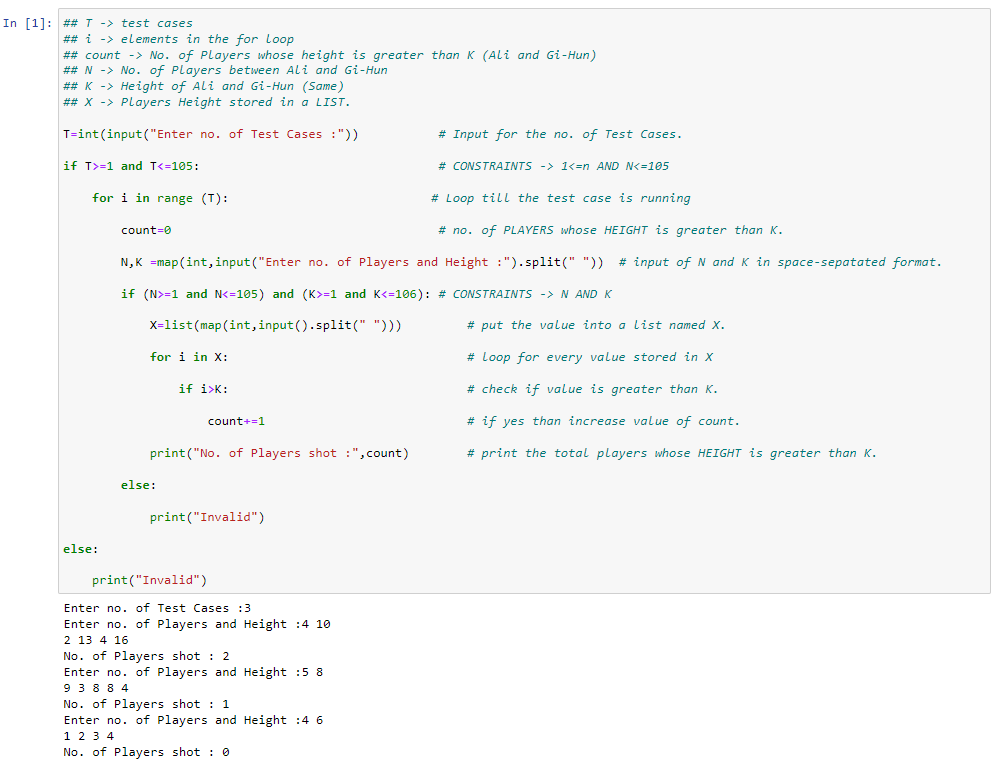 In [1]:
## T -> test cases
## i -> elements in the for loop
## count -> No. of Players whose height is greater than K (Ali and Gi-Hun)
## N -> No. of Players between Ali and Gi-Hun
## K -> Height of Ali and Gi-Hun (Same)
## X -> Players Height stored in a LIST.
T=int(input("Enter no. of Test Cases :")) # Input for the no. of Test Cases.
if T>=1 and T<=105: # CONSTRAINTS -> 1<=n AND N<=105
for i in range (T): # Loop till the test case is running
count=0 # no. of PLAYERS whose HEIGHT is greater than K.
N,K =map(int,input("Enter no. of Players and Height :").split(" ")) # input of N and K in space-sepatated format.
if (N>=1 and N<=105) and (K>=1 and K<=106): # CONSTRAINTS -> N AND K
X=list(map(int,input().split(" "))) # put the value into a list named X.
for i in X: # loop for every value stored in X
if i>K: # check if value is greater than K.
count+=1 # if yes than increase value of count.
print("No. of Players shot :",count) # print the total players whose HEIGHT is greater than K.
else:
print("Invalid")
else:
print("Invalid")
Enter no. of Test Cases :3
Enter no. of Players and Height :4 10
2 13 4 16
No. of Players shot : 2
Enter no. of Players and Height :5 8
9 3 8 8 4
No. of Players shot : 1
Enter no. of Players and Height :4 6
1 2 3 4
No. of Players shot : 0